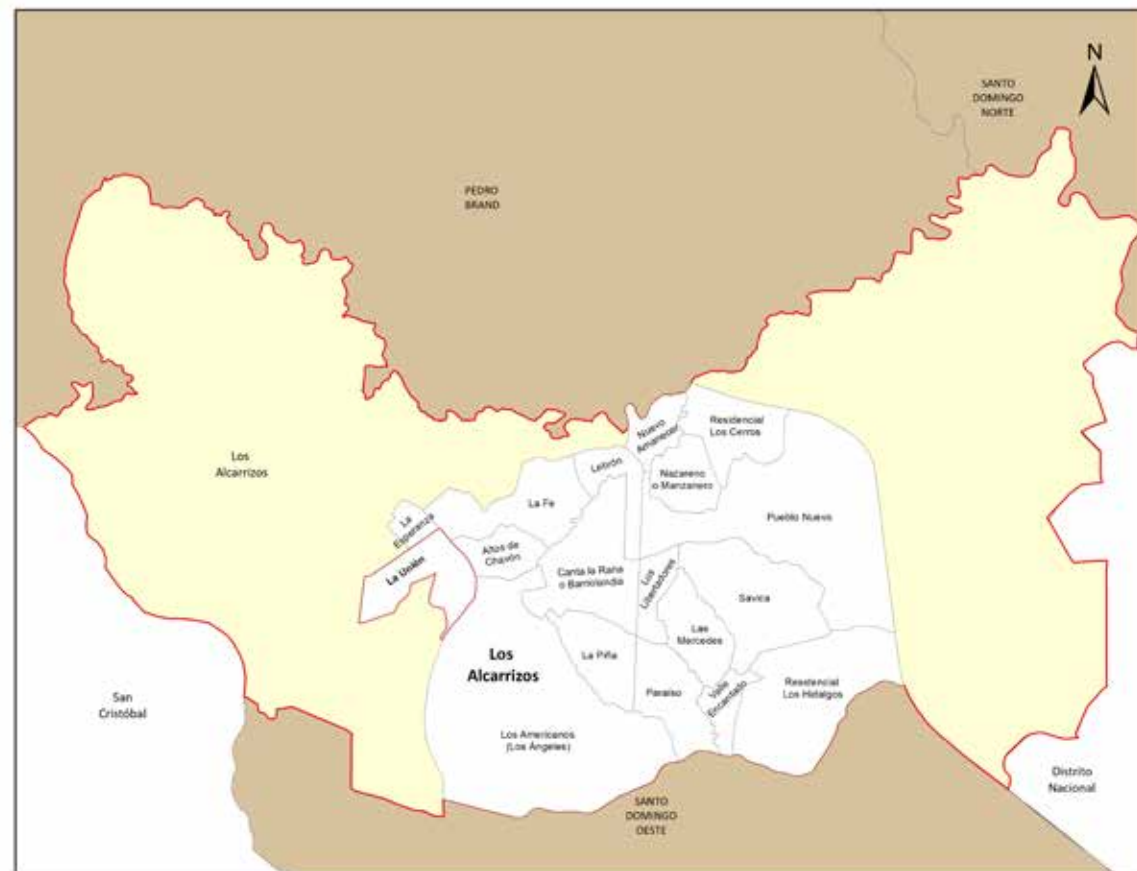 N
SANTO
DOMINGO
NORTE
PEDRO
BRAND
Nuevo
Amanecer
Residencial
Los Cerros
Los
Alcarrizos
Lebrón
Nazareno
o Manzanero
La Fe
Pueblo Nuevo
La
Esperanza
Altos de
Chavón
La Unión
Canta la Rana
o Barriolandia
Los
Libertadores
Savica
Las
Mercedes
Los
Alcarrizos
La Piña
San
Cristóbal
Paraíso
Valle
Encantado
Residencial
Los Hidalgos
Los Americanos
(Los Ángeles)
Distrito
Nacional
SANTO
DOMINGO
OESTE